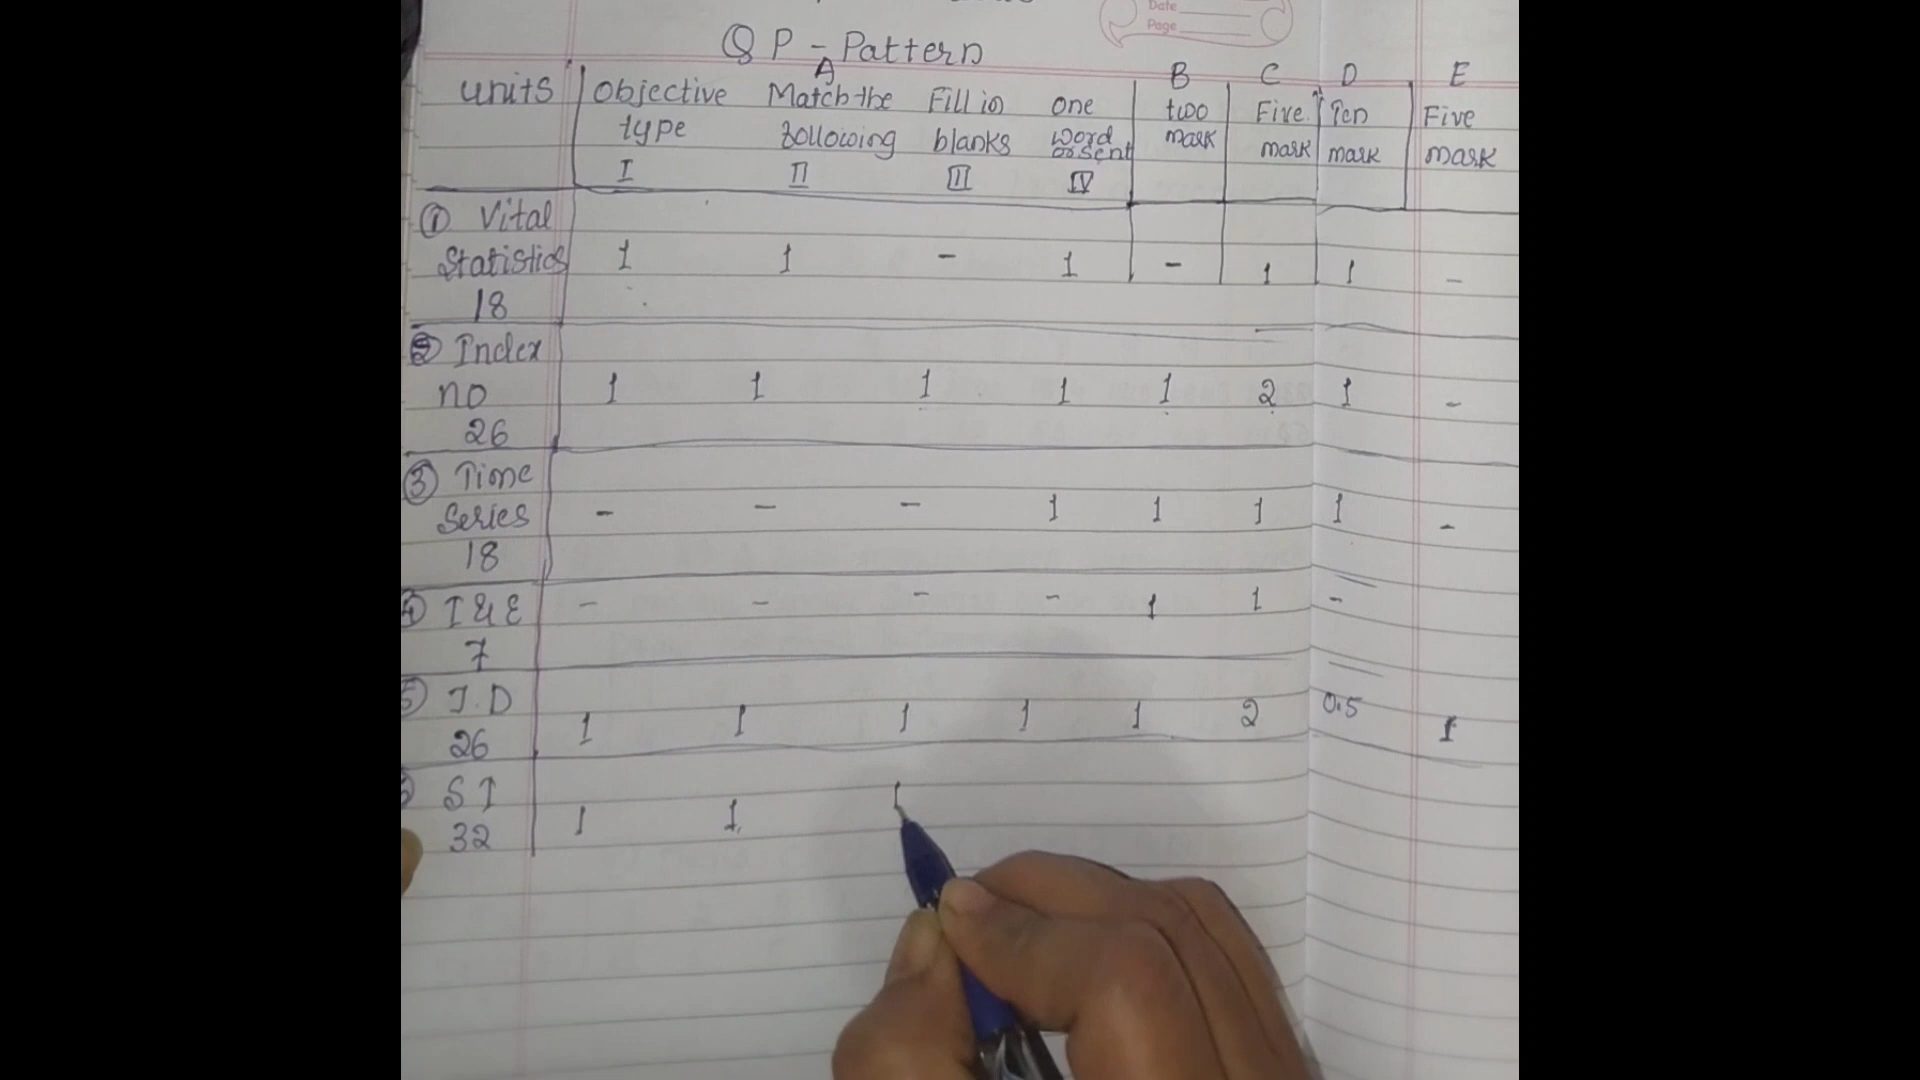 Date
Page
Q P - Pattern
A B C D E
units Objective Match the Fill in one two Five Ten Five
type following blanks word mark mark mark mark
or sent
I II III IV
① Vital
Statistics 1 1 - 1 - 1 1 -
18
② Index
no 1 1 1 1 1 2 1 -
26
③ Time
Series - - - 1 1 1 1 -
18
④ I & E - - - - 1 1 -
7
⑤ I.D 1 1 1 1 1 2 0.5 1
26
S I 1 1
32